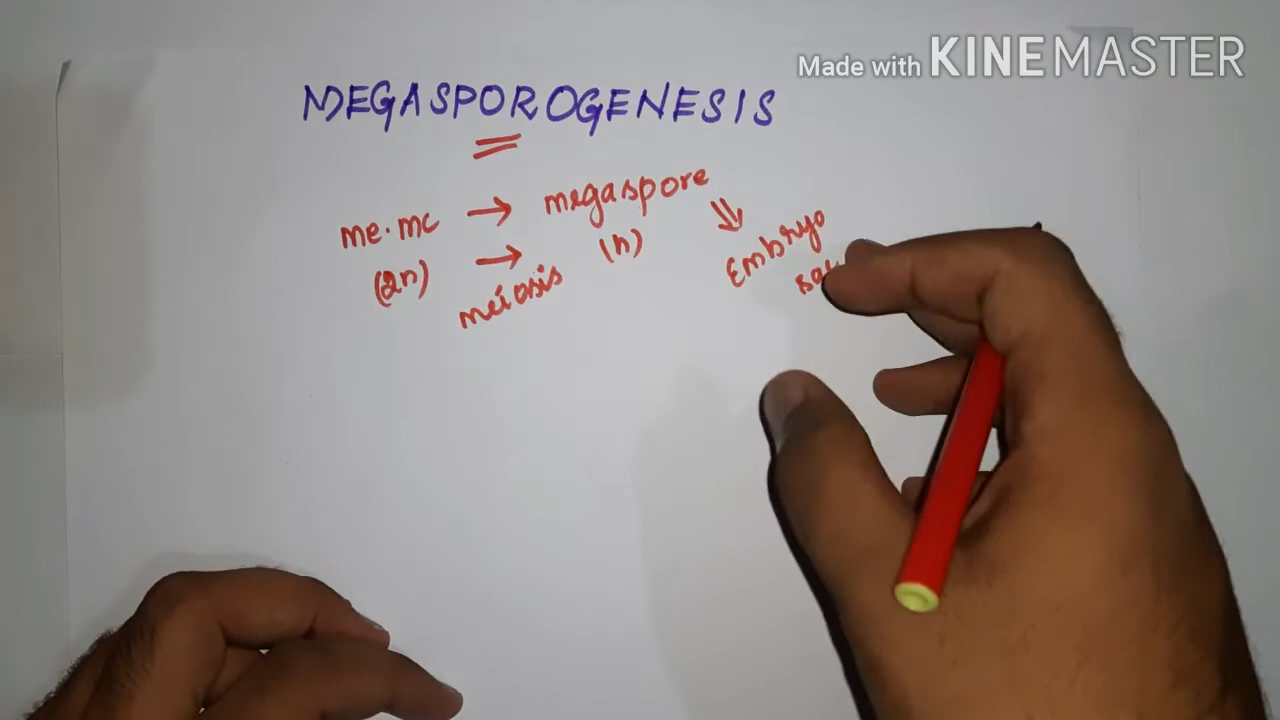 Made with KINEMASTER
MEGASPOROGENESIS
me.mc → megaspore
(2n) → (n)
meiosis
Embryo